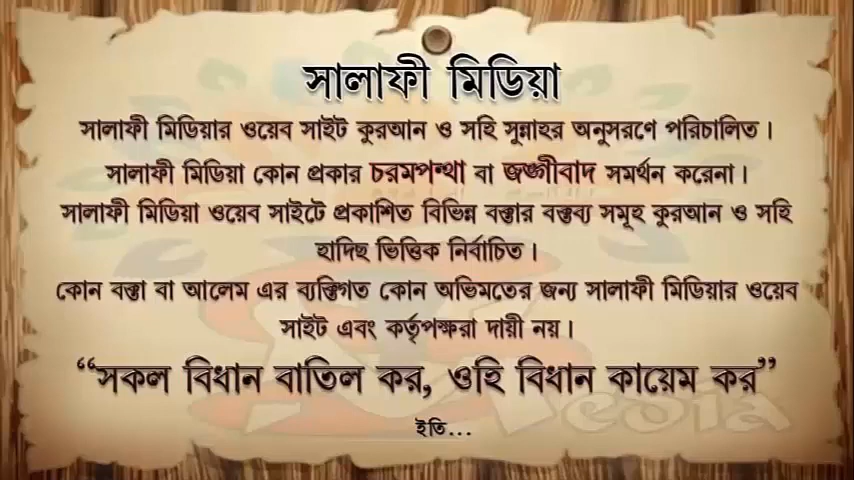 সালাফী মিডিয়া
সালাফী মিডিয়ার ওয়েব সাইট কুরআন ও সহি সুন্নাহর অনুসরণে পরিচালিত।
সালাফী মিডিয়া কোন প্রকার চরমপন্থা বা জঙ্গীবাদ সমর্থন করেনা।
সালাফী মিডিয়া ওয়েব সাইটে প্রকাশিত বিভিন্ন বক্তার বক্তব্য সমূহ কুরআন ও সহি
হাদিছ ভিত্তিক নির্বাচিত।
কোন বক্তা বা আলেম এর ব্যক্তিগত কোন অভিমতের জন্য সালাফী মিডিয়ার ওয়েব
সাইট এবং কর্তৃপক্ষরা দায়ী নয়।
“সকল বিধান বাতিল কর, ওহি বিধান কায়েম কর”
Media
ইতি...